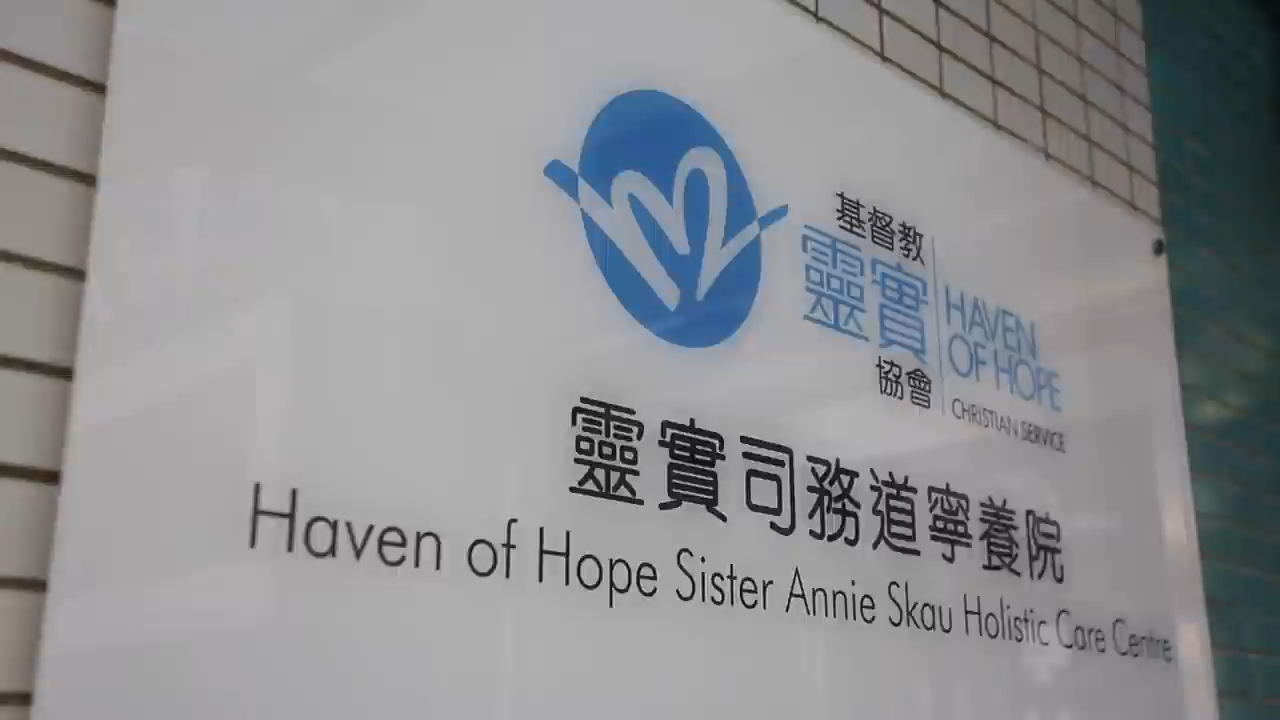 基督教
靈實
協會
HAVEN
OF HOPE
CHRISTIAN SERVICE
靈實司務道寧養院
Haven of Hope Sister Annie Skau Holistic Care Centre